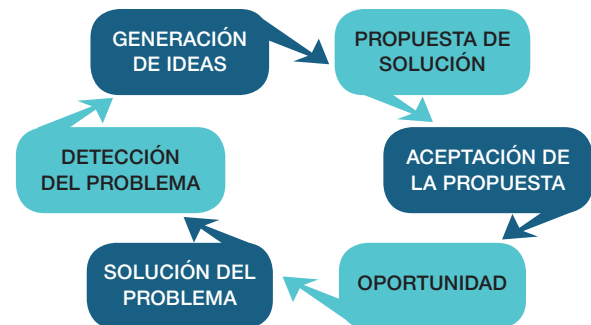 GENERACIÓN
DE IDEAS
PROPUESTA DE
SOLUCIÓN
ACEPTACIÓN DE
LA PROPUESTA
OPORTUNIDAD
SOLUCIÓN DEL
PROBLEMA
DETECCIÓN
DEL PROBLEMA